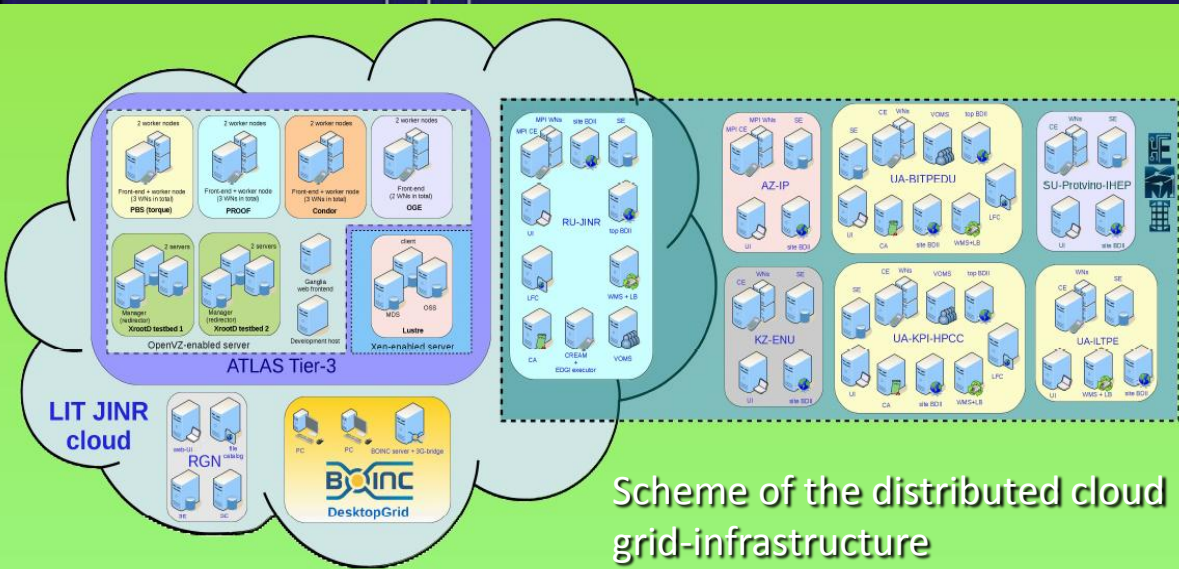 2 worker nodes
Front-end + worker node
(3 WNs in total)
PBS (torque)
2 worker nodes
Front-end + worker node
(3 WNs in total)
PROOF
2 worker nodes
Front-end + worker node
(3 WNs in total)
Condor
2 worker nodes
Front-end
(2 WNs in total)
OGE
2 servers
Manager
(redirector)
XrootD testbed 1
2 servers
Manager
(redirector)
XrootD testbed 2
Ganglia
web frontend
Development host
OpenVZ-enabled server
client
MDS
OSS
Lustre
Xen-enabled server
ATLAS Tier-3
LIT JINR
cloud
web-UI
file
catalog
RGN
SE
PC
PC
BOINC server + 3G-bridge
BOINC
DesktopGrid
MPI WNs
site BDII
SE
MPI CE
RU-JINR
UI
top BDII
LFC
WMS + LB
CA
CREAM
+
EDGI executor
VOMS
MPI WNs
SE
MPI CE
AZ-IP
UI
site BDII
CE
WNs
VOMS
top BDII
SE
UA-BITPEDU
LFC
UI
CA
site BDII
WMS+LB
WNs
SE
CE
SU-Protvino-IHEP
UI
site BDII
EMI
WNs
SE
CE
KZ-ENU
UI
site BDII
CE
WNs
VOMS
top BDII
SE
UA-KPI-HPCC
LFC
UI
CA
site BDII
WMS+LB
WNs
CE
SE
UA-ILTPE
UI
WMS + LB
site BDII
Scheme of the distributed cloud
grid-infrastructure